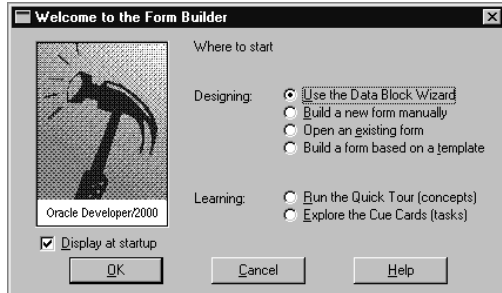 Welcome to the Form Builder
Where to start
Designing:
Use the Data Block Wizard
Build a new form manually
Open an existing form
Build a form based on a template
Learning:
Run the Quick Tour (concepts)
Explore the Cue Cards (tasks)
Oracle Developer/2000
Display at startup
OK
Cancel
Help